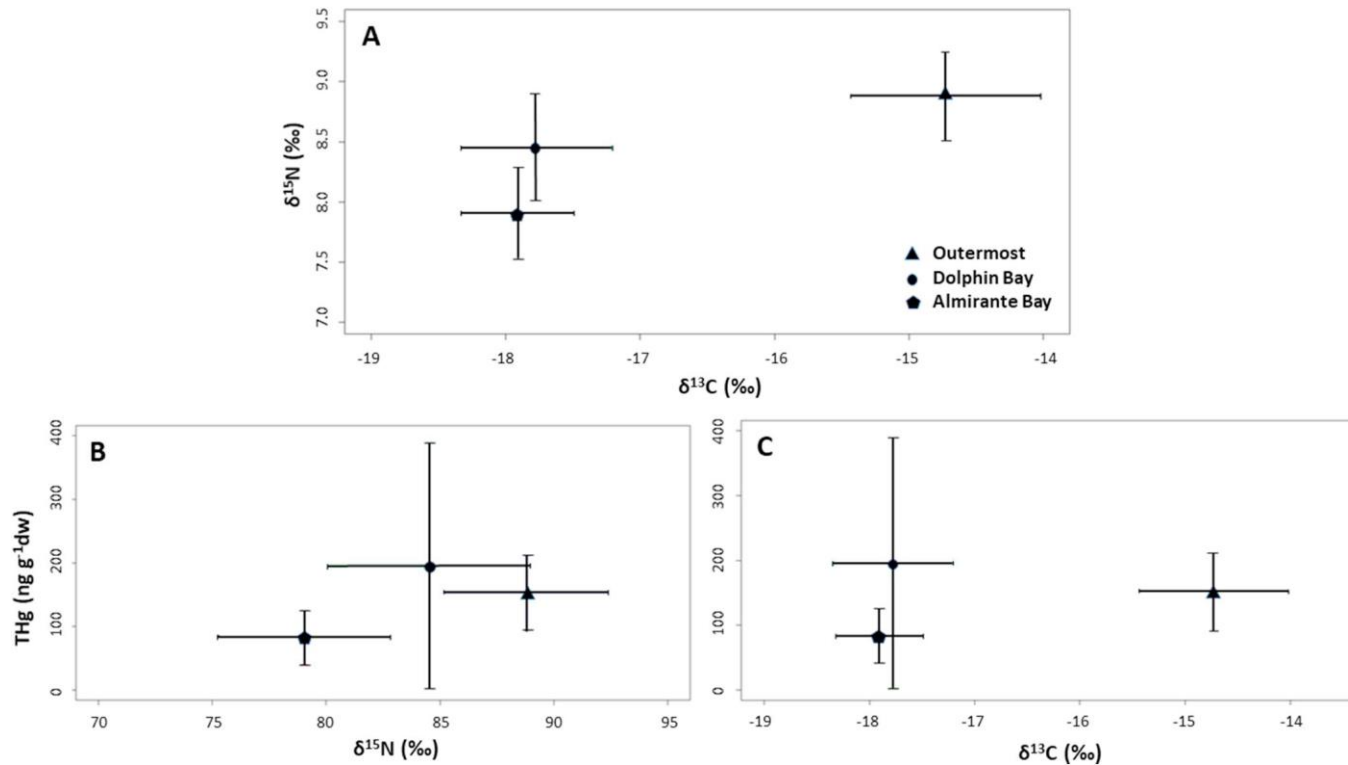 A
9.5
9.0
8.5
8.0
7.5
7.0
δ¹⁵N (‰)
Outermost
Dolphin Bay
Almirante Bay
-19 -18 -17 -16 -15 -14
δ¹³C (‰)
B
400
300
200
100
0
THg (ng g⁻¹dw)
70 75 80 85 90 95
δ¹⁵N (‰)
C
400
300
200
100
0
-19 -18 -17 -16 -15 -14
δ¹³C (‰)